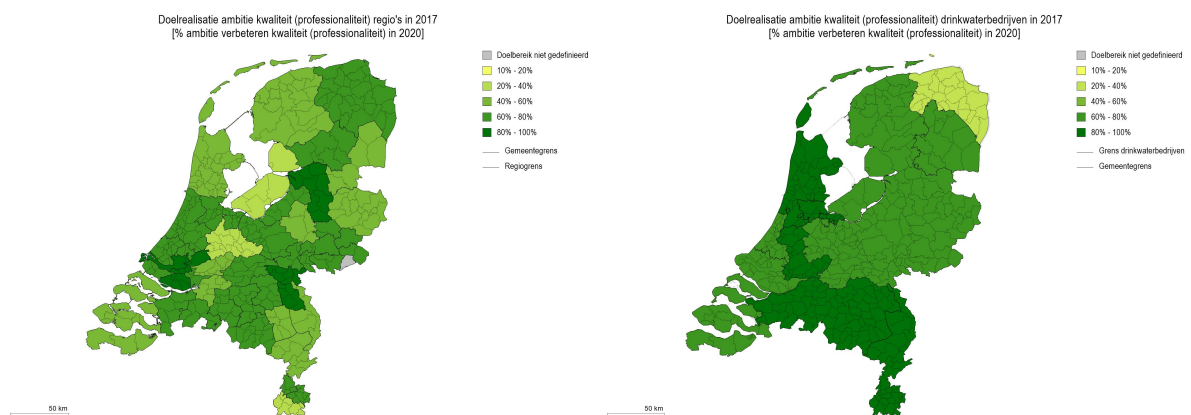 Doelrealisatie ambitie kwaliteit (professionaliteit) regio's in 2017
[% ambitie verbeteren kwaliteit (professionaliteit) in 2020]
Doelbereik niet gedefinieerd
10% - 20%
20% - 40%
40% - 60%
60% - 80%
80% - 100%
Gemeentegrens
Regiogrens
50 km
Doelrealisatie ambitie kwaliteit (professionaliteit) drinkwaterbedrijven in 2017
[% ambitie verbeteren kwaliteit (professionaliteit) in 2020]
Doelbereik niet gedefinieerd
10% - 20%
20% - 40%
40% - 60%
60% - 80%
80% - 100%
Grens drinkwaterbedrijven
Gemeentegrens
50 km